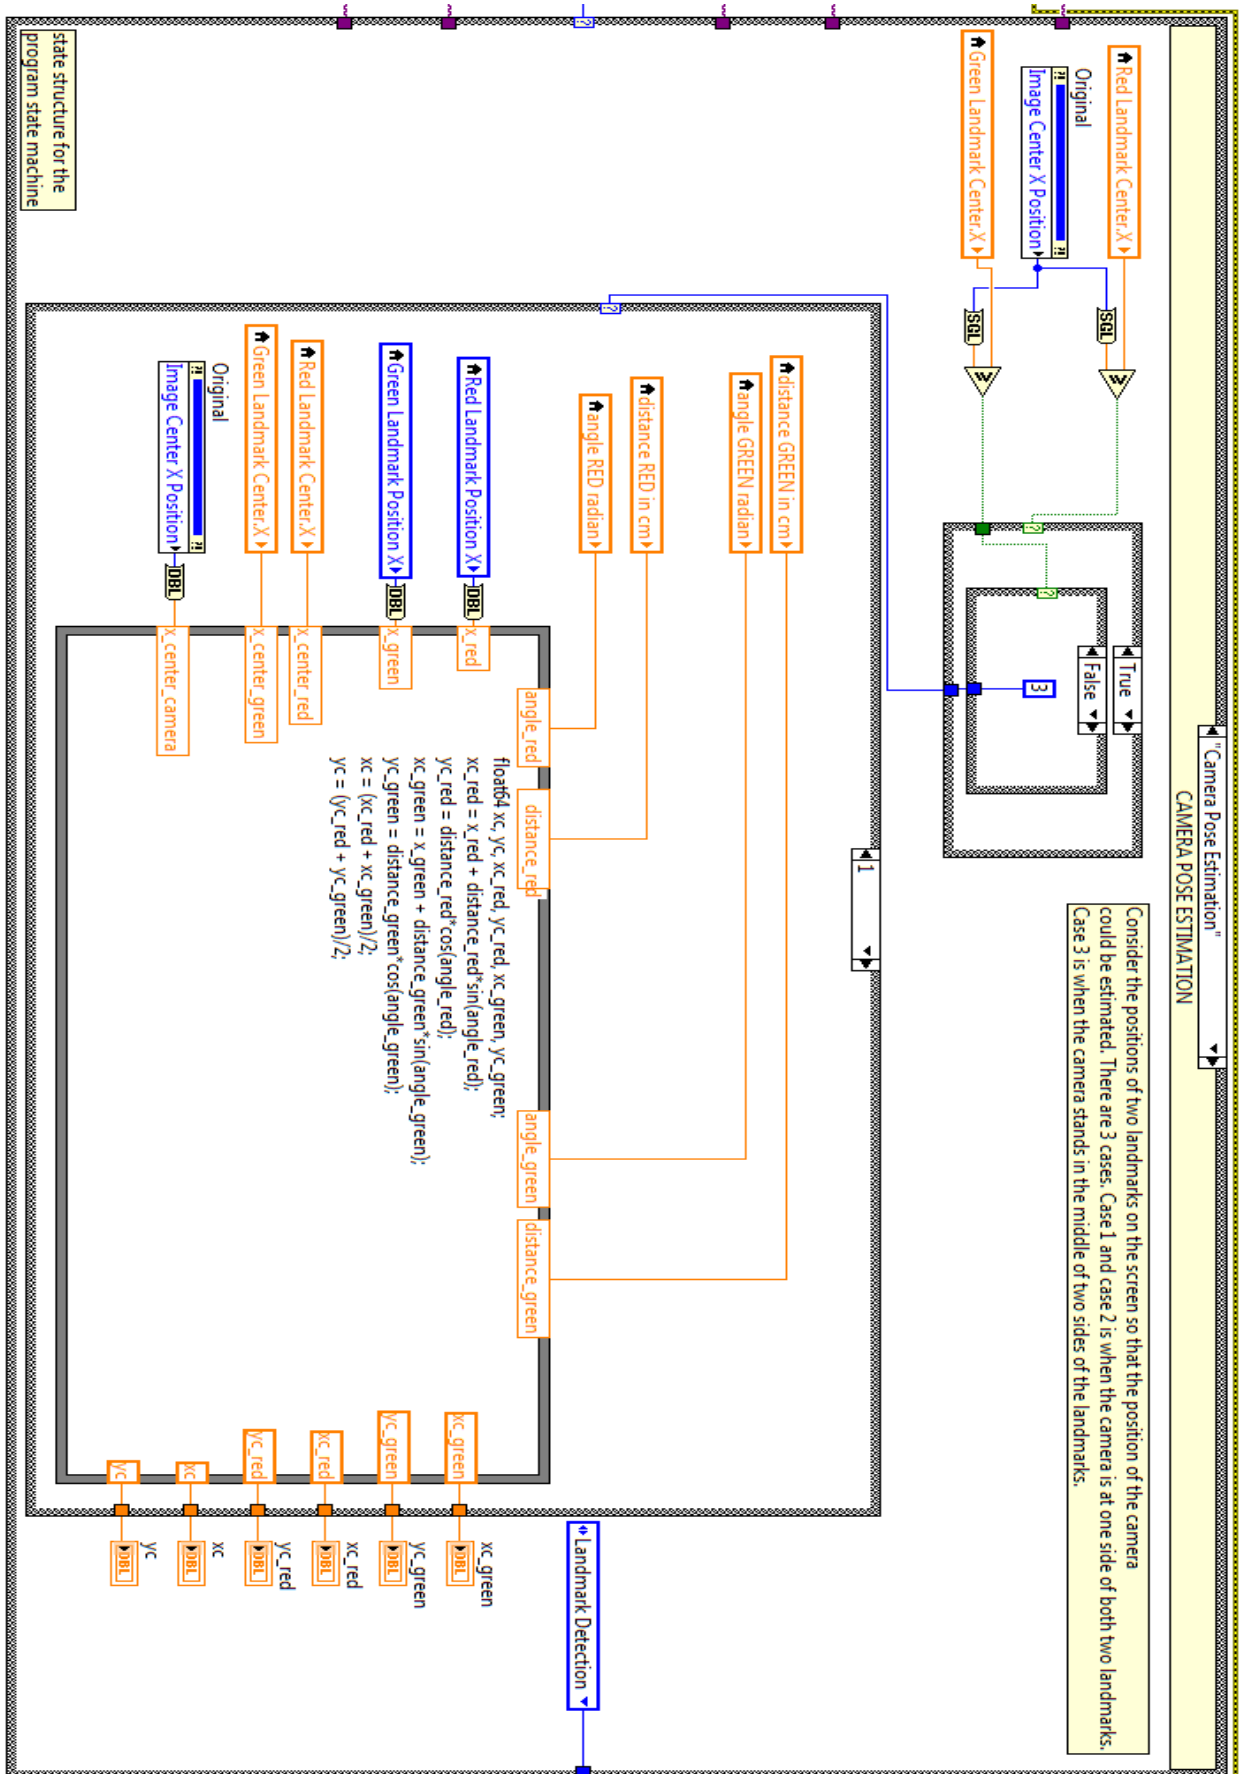 "Camera Pose Estimation"
CAMERA POSE ESTIMATION
Red Landmark Center.X
Original
Image Center X Position
Green Landmark Center.X
SGL
SGL
True
False
3
Consider the positions of two landmarks on the screen so that the position of the camera
could be estimated. There are 3 cases. Case 1 and case 2 is when the camera is at one side of both two landmarks.
Case 3 is when the camera stands in the middle of two sides of the landmarks.
1
distance GREEN in cm
angle GREEN radian
distance RED in cm
angle RED radian
angle_red
distance_red
angle_green
distance_green
Red Landmark Position X
DBL
x_red
Green Landmark Position X
DBL
x_green
Red Landmark Center.X
x_center_red
Green Landmark Center.X
x_center_green
Original
Image Center X Position
DBL
x_center_camera
float64 xc, yc, xc_red, yc_red, xc_green, yc_green;
xc_red = x_red + distance_red*sin(angle_red);
yc_red = distance_red*cos(angle_red);
xc_green = x_green + distance_green*sin(angle_green);
yc_green = distance_green*cos(angle_green);
xc = (xc_red + xc_green)/2;
yc = (yc_red + yc_green)/2;
xc_green
xc_green
DBL
yc_green
yc_green
DBL
xc_red
xc_red
DBL
yc_red
yc_red
DBL
xc
xc
DBL
yc
yc
DBL
Landmark Detection
state structure for the
program state machine